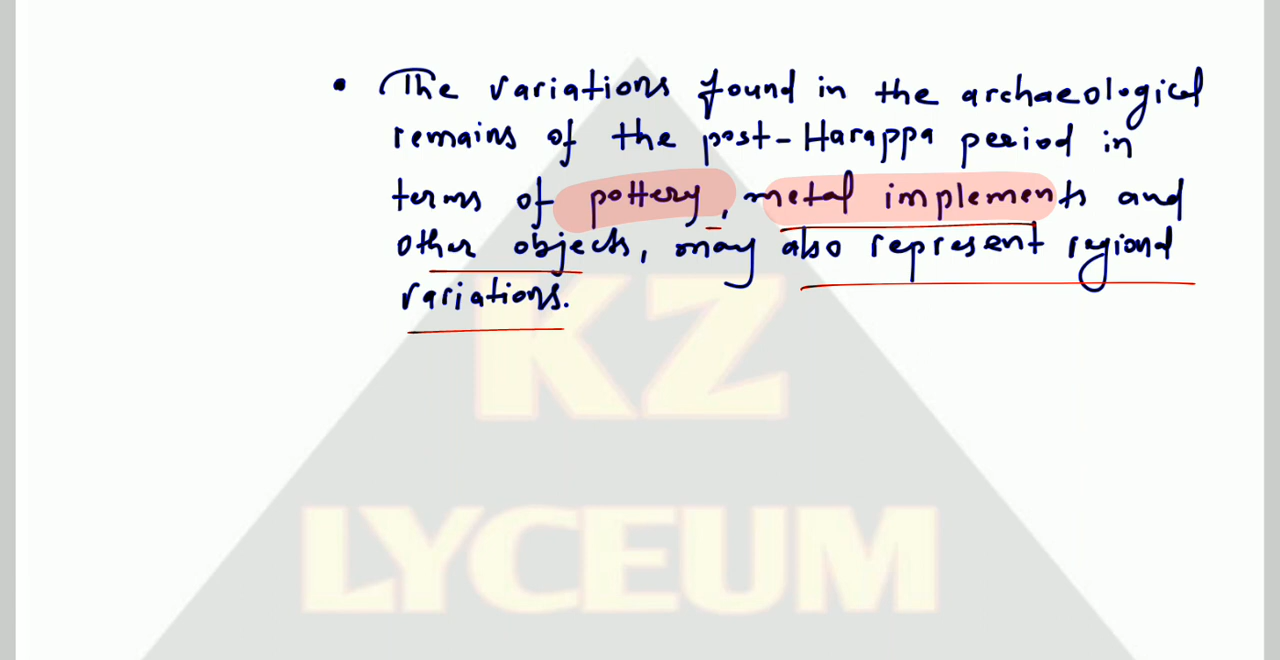 • The variations found in the archaeological
remains of the post-Harappa period in
terms of pottery, metal implements and
other objects, may also represent regional
variations.
KZ
LYCEUM